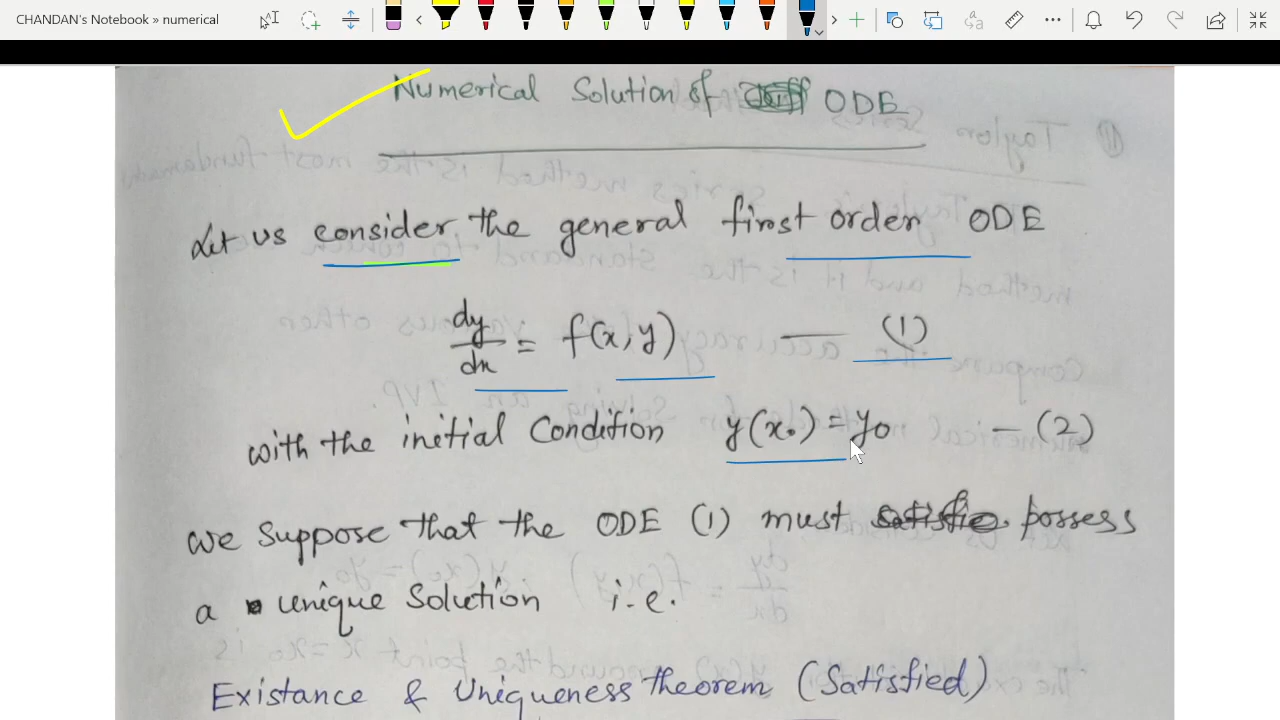 CHANDAN's Notebook » numerical
Numerical Solution of ODE
Let us consider the general first order ODE
dy/dx = f(x, y) — (1)
with the initial Condition y(x₀) = y₀ — (2)
we suppose that the ODE (1) must possess
a unique Solution i.e.
Existance & Uniqueness theorem (Satisfied)